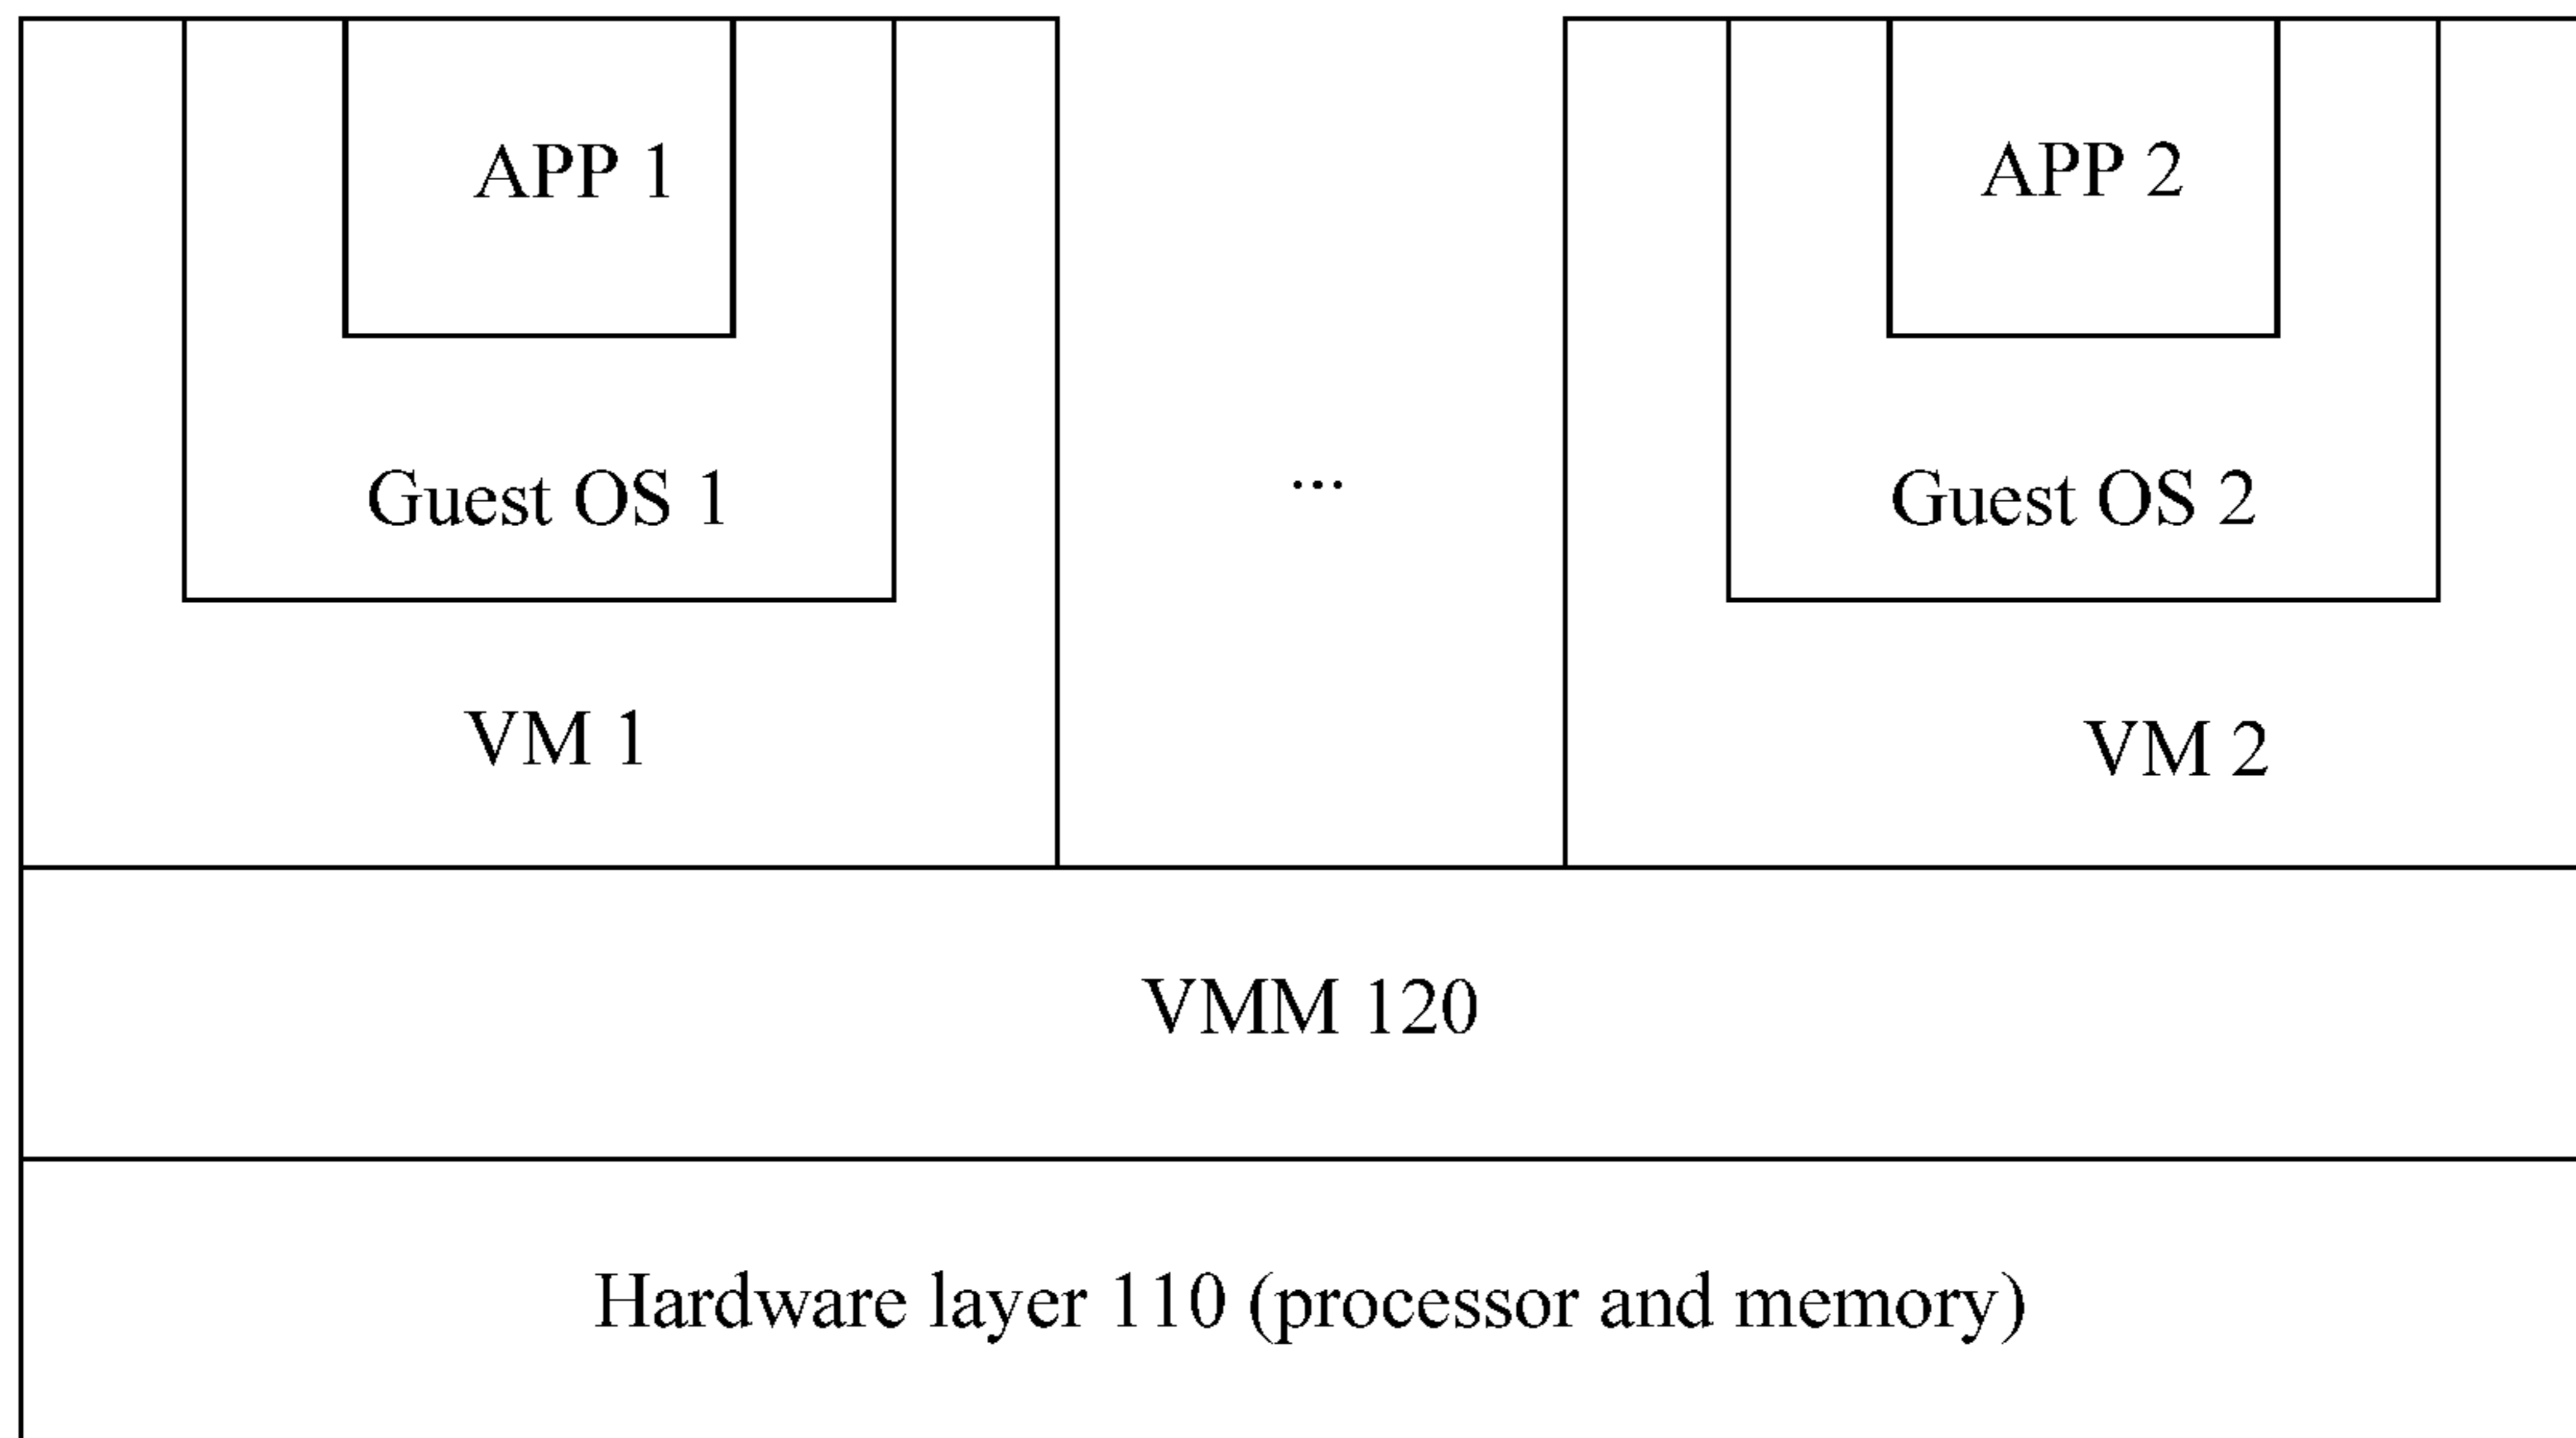 APP 1
APP 2
Guest OS 1
...
Guest OS 2
VM 1
VM 2
VMM 120
Hardware layer 110 (processor and memory)